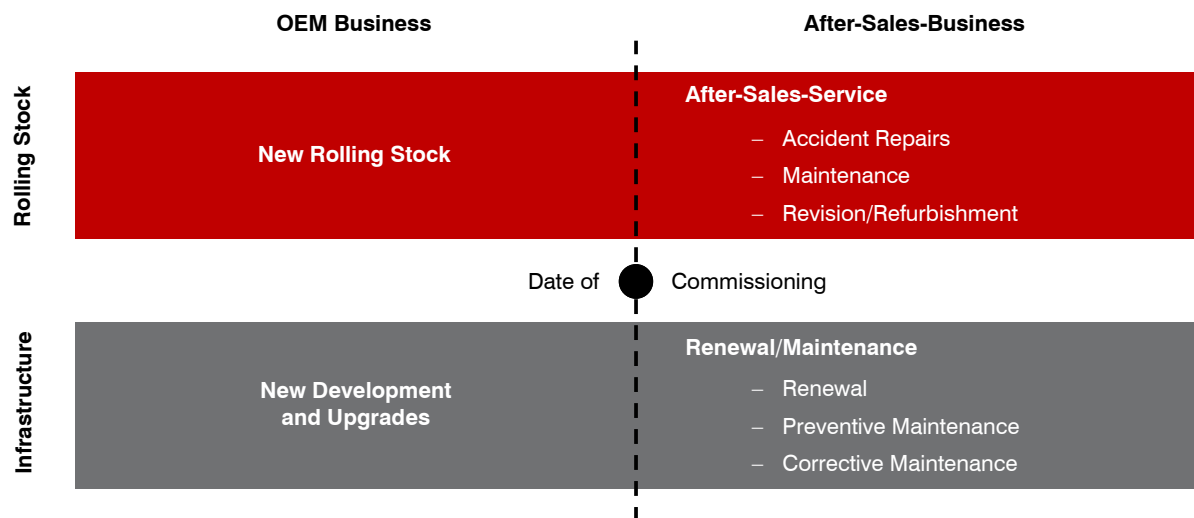 OEM Business
After-Sales-Business
Rolling Stock
New Rolling Stock
After-Sales-Service
– Accident Repairs
– Maintenance
– Revision/Refurbishment
Date of Commissioning
Infrastructure
New Development
and Upgrades
Renewal/Maintenance
– Renewal
– Preventive Maintenance
– Corrective Maintenance